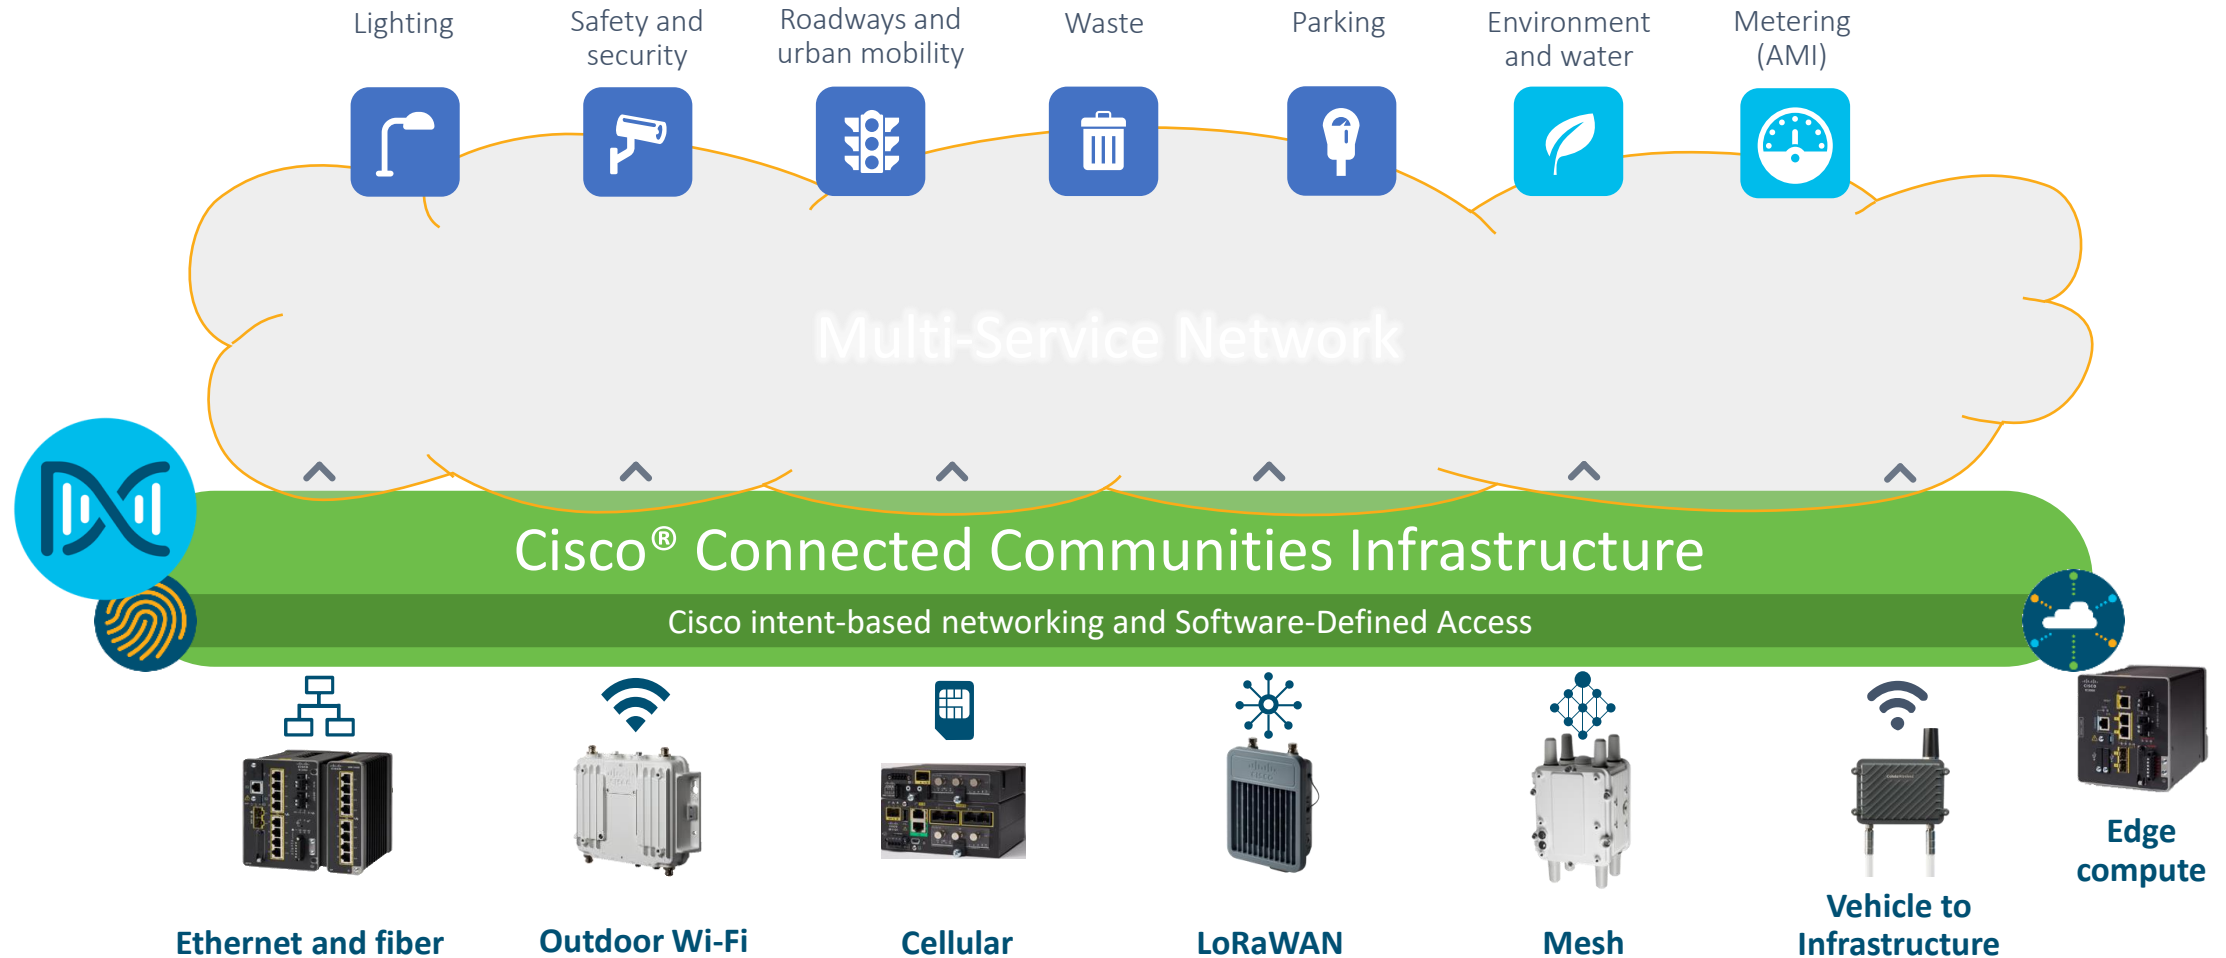 Lighting
Safety and
security
Roadways and
urban mobility
Waste
Parking
Environment
and water
Metering
(AMI)
Multi-Service Network
Cisco® Connected Communities Infrastructure
Cisco intent-based networking and Software-Defined Access
Ethernet and fiber
Outdoor Wi-Fi
Cellular
LoRaWAN
Mesh
Vehicle to
Infrastructure
Edge
compute